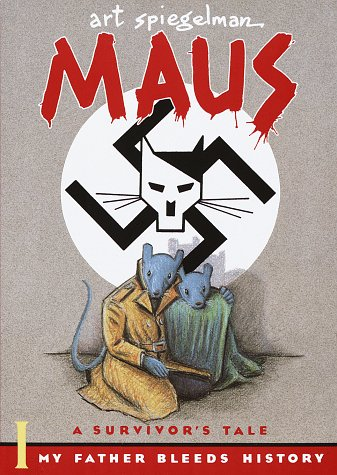 art spiegelman
MAUS
A SURVIVOR'S TALE
I MY FATHER BLEEDS HISTORY